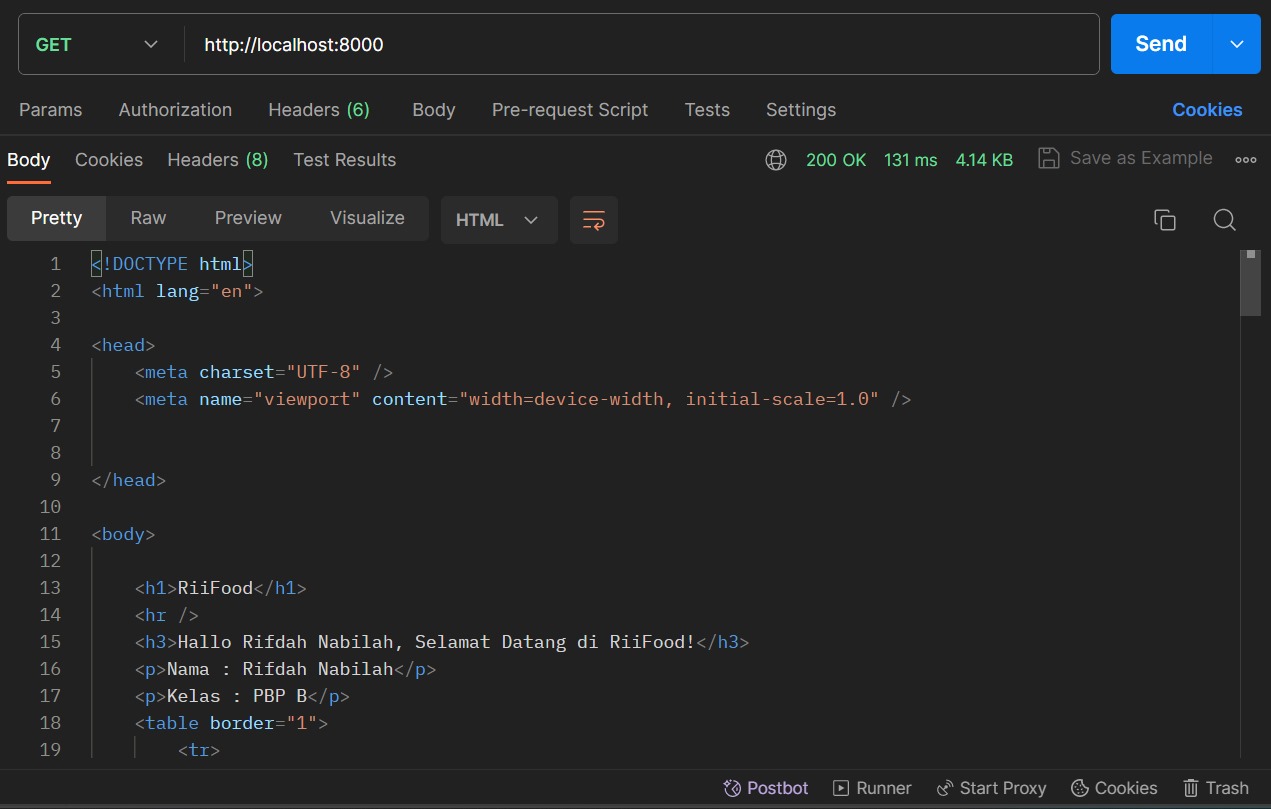 GET http://localhost:8000 Send
Params Authorization Headers (6) Body Pre-request Script Tests Settings Cookies
Body Cookies Headers (8) Test Results 200 OK 131 ms 4.14 KB Save as Example
Pretty Raw Preview Visualize HTML
1 <!DOCTYPE html>
2 <html lang="en">
3
4 <head>
5 <meta charset="UTF-8" />
6 <meta name="viewport" content="width=device-width, initial-scale=1.0" />
7
8
9 </head>
10
11 <body>
12
13 <h1>RiiFood</h1>
14 <hr />
15 <h3>Hallo Rifdah Nabilah, Selamat Datang di RiiFood!</h3>
16 <p>Nama : Rifdah Nabilah</p>
17 <p>Kelas : PBP B</p>
18 <table border="1">
19 <tr>
Postbot Runner Start Proxy Cookies Trash